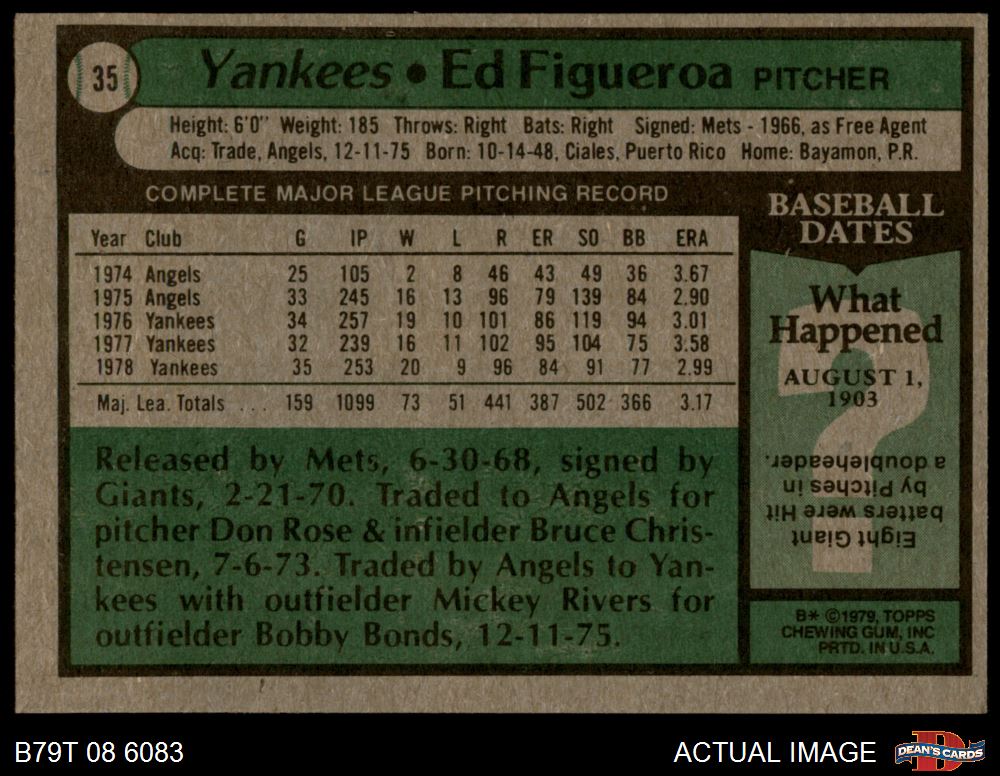 35
Yankees • Ed Figueroa PITCHER
Height: 6'0" Weight: 185 Throws: Right Bats: Right Signed: Mets - 1966, as Free Agent
Acq: Trade, Angels, 12-11-75 Born: 10-14-48, Ciales, Puerto Rico Home: Bayamon, P.R.
COMPLETE MAJOR LEAGUE PITCHING RECORD
Year Club G IP W L R ER SO BB ERA
1974 Angels 25 105 2 8 46 43 49 36 3.67
1975 Angels 33 245 16 13 96 79 139 84 2.90
1976 Yankees 34 257 19 10 101 86 119 94 3.01
1977 Yankees 32 239 16 11 102 95 104 75 3.58
1978 Yankees 35 253 20 9 96 84 91 77 2.99
Maj. Lea. Totals ... 159 1099 73 51 441 387 502 366 3.17
Released by Mets, 6-30-68, signed by
Giants, 2-21-70. Traded to Angels for
pitcher Don Rose & infielder Bruce Chris-
tensen, 7-6-73. Traded by Angels to Yan-
kees with outfielder Mickey Rivers for
outfielder Bobby Bonds, 12-11-75.
BASEBALL
DATES
What
Happened
AUGUST 1,
1903
?
Eight Giant
batters were Hit
by Pitches in
a doubleheader.
B* ©1979, TOPPS
CHEWING GUM, INC
PRTD. IN U.S.A.
B79T 08 6083
ACTUAL IMAGE
DEAN'S CARDS